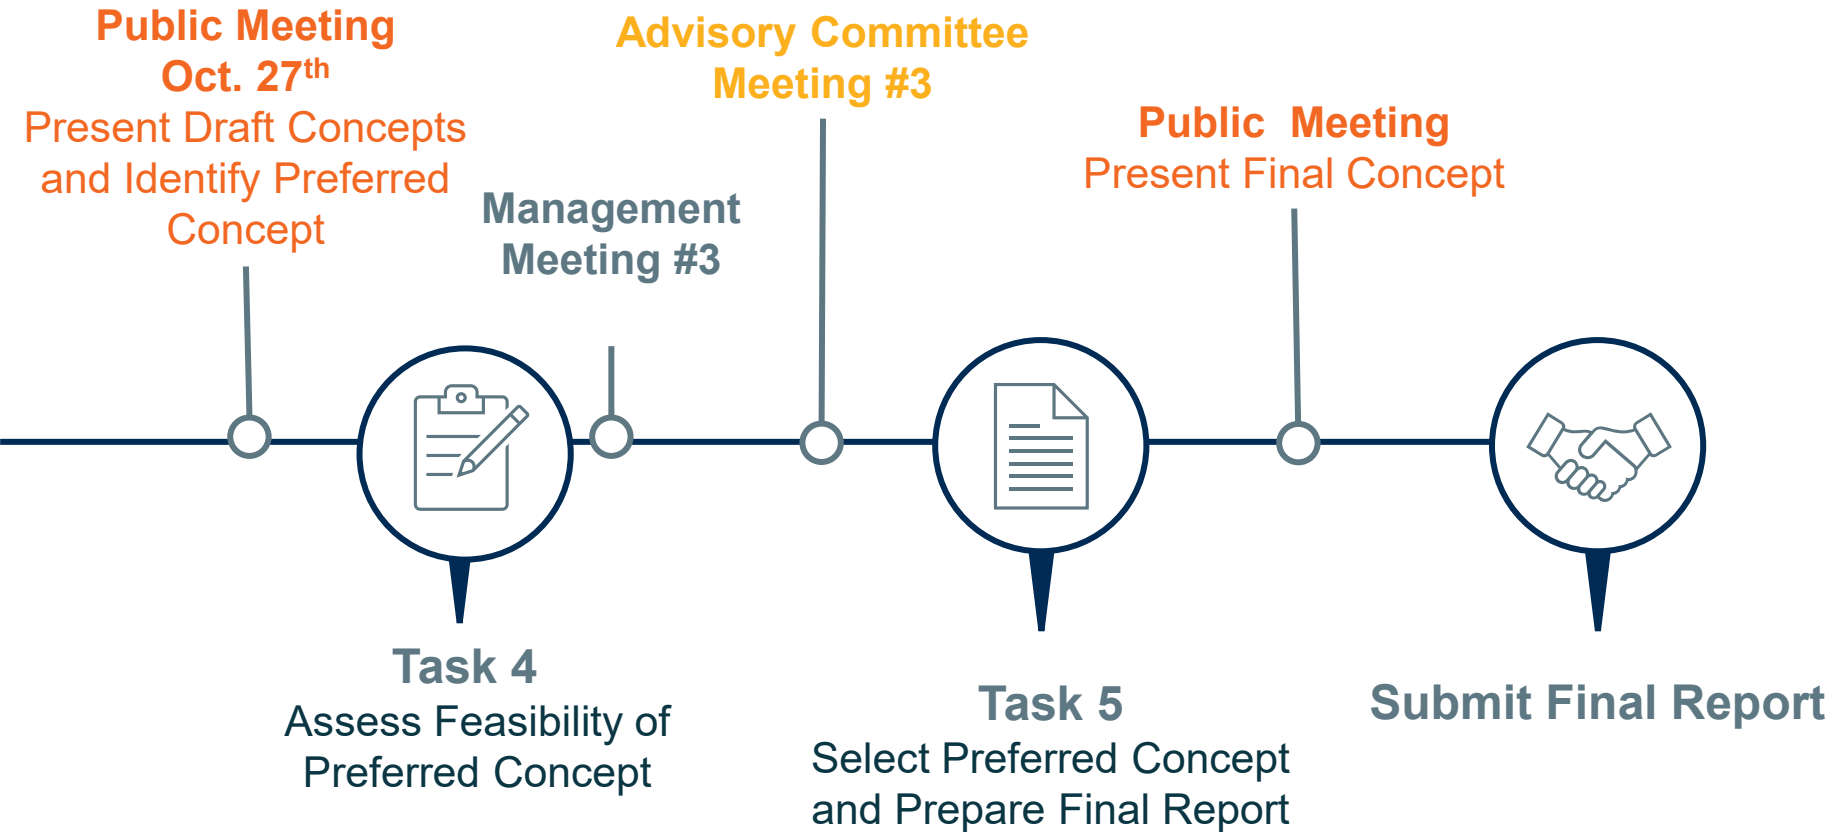 Public Meeting
Oct. 27th
Present Draft Concepts
and Identify Preferred
Concept
Management
Meeting #3
Advisory Committee
Meeting #3
Public Meeting
Present Final Concept
Task 4
Assess Feasibility of
Preferred Concept
Task 5
Select Preferred Concept
and Prepare Final Report
Submit Final Report